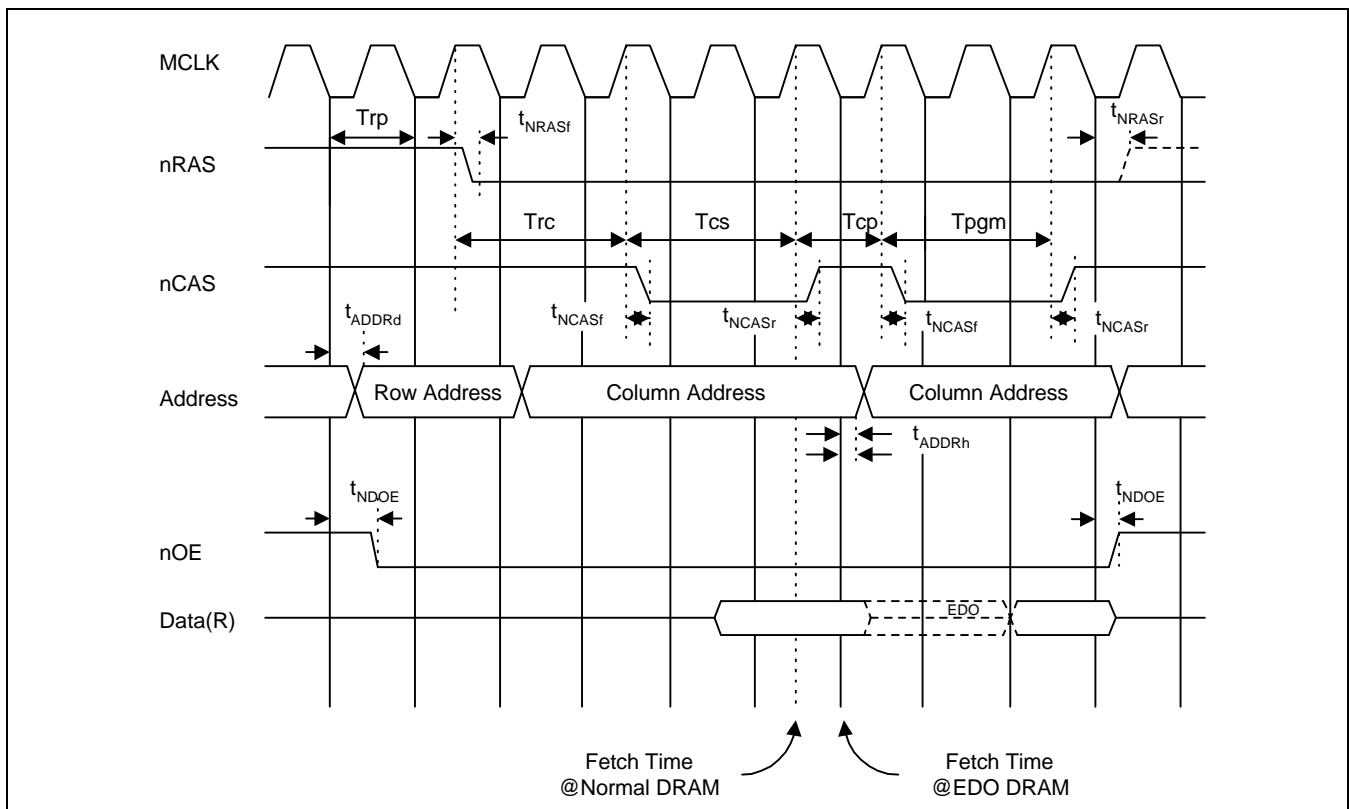 MCLK
Trp
tNRASf
tNRASr
nRAS
Trc
Tcs
Tcp
Tpgm
nCAS
tADDRd
tNCASf
tNCASr
tNCASf
tNCASr
Address
Row Address
Column Address
Column Address
tADDRh
tNDOE
tNDOE
nOE
Data(R)
EDO
Fetch Time
@Normal DRAM
Fetch Time
@EDO DRAM